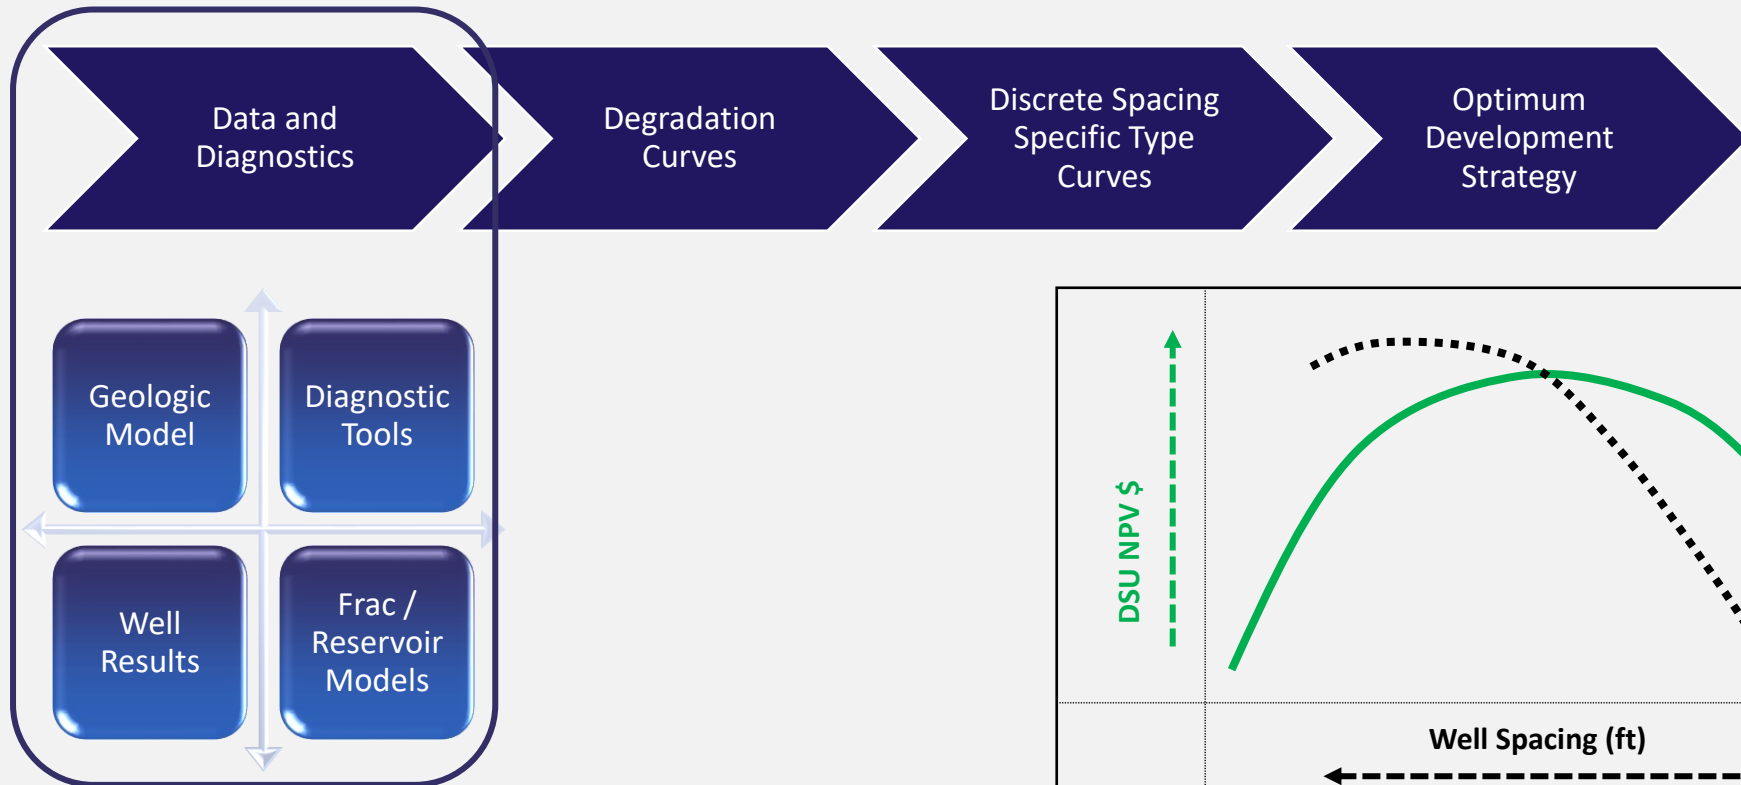 Data and
Diagnostics
Degradation
Curves
Discrete Spacing
Specific Type
Curves
Optimum
Development
Strategy
Geologic
Model
Diagnostic
Tools
Well
Results
Frac /
Reservoir
Models
DSU NPV $
Well Spacing (ft)